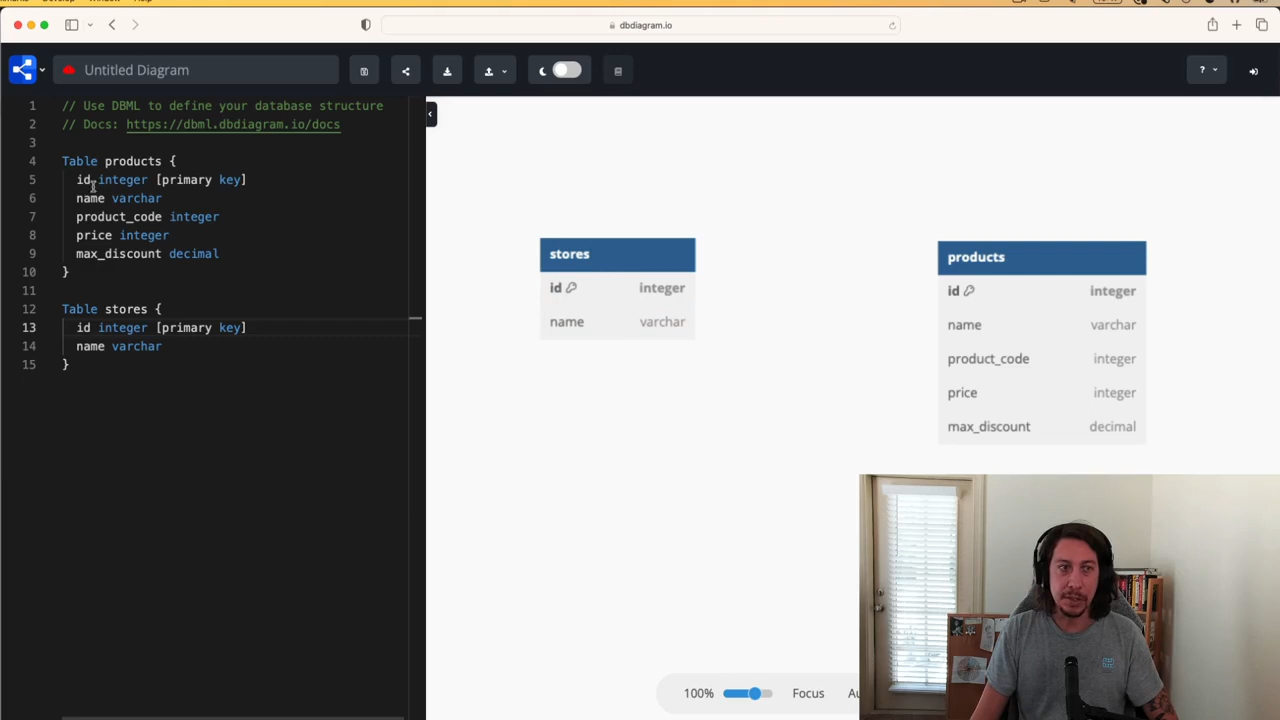 dbdiagram.io
Untitled Diagram
?
1 // Use DBML to define your database structure
2 // Docs: https://dbml.dbdiagram.io/docs
3
4 Table products {
5 id integer [primary key]
6 name varchar
7 product_code integer
8 price integer
9 max_discount decimal
10 }
11
12 Table stores {
13 id integer [primary key]
14 name varchar
15 }
stores
id integer
name varchar
products
id integer
name varchar
product_code integer
price integer
max_discount decimal
100% Focus